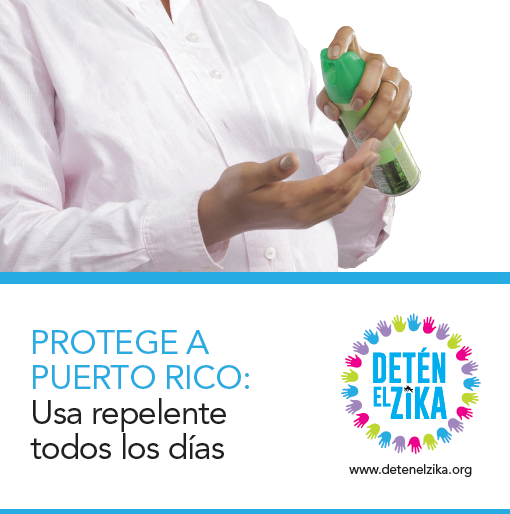 PROTEGE A
PUERTO RICO:
Usa repelente
todos los días
DETÉN
EL ZIKA
www.detenelzika.org